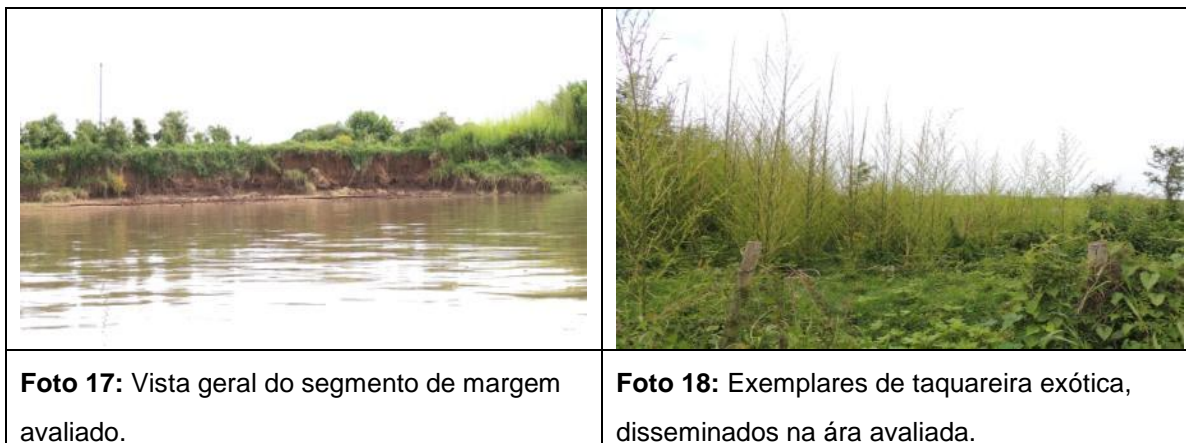 Foto 17: Vista geral do segmento de margem
avaliado.
Foto 18: Exemplares de taquareira exótica,
disseminados na ára avaliada.